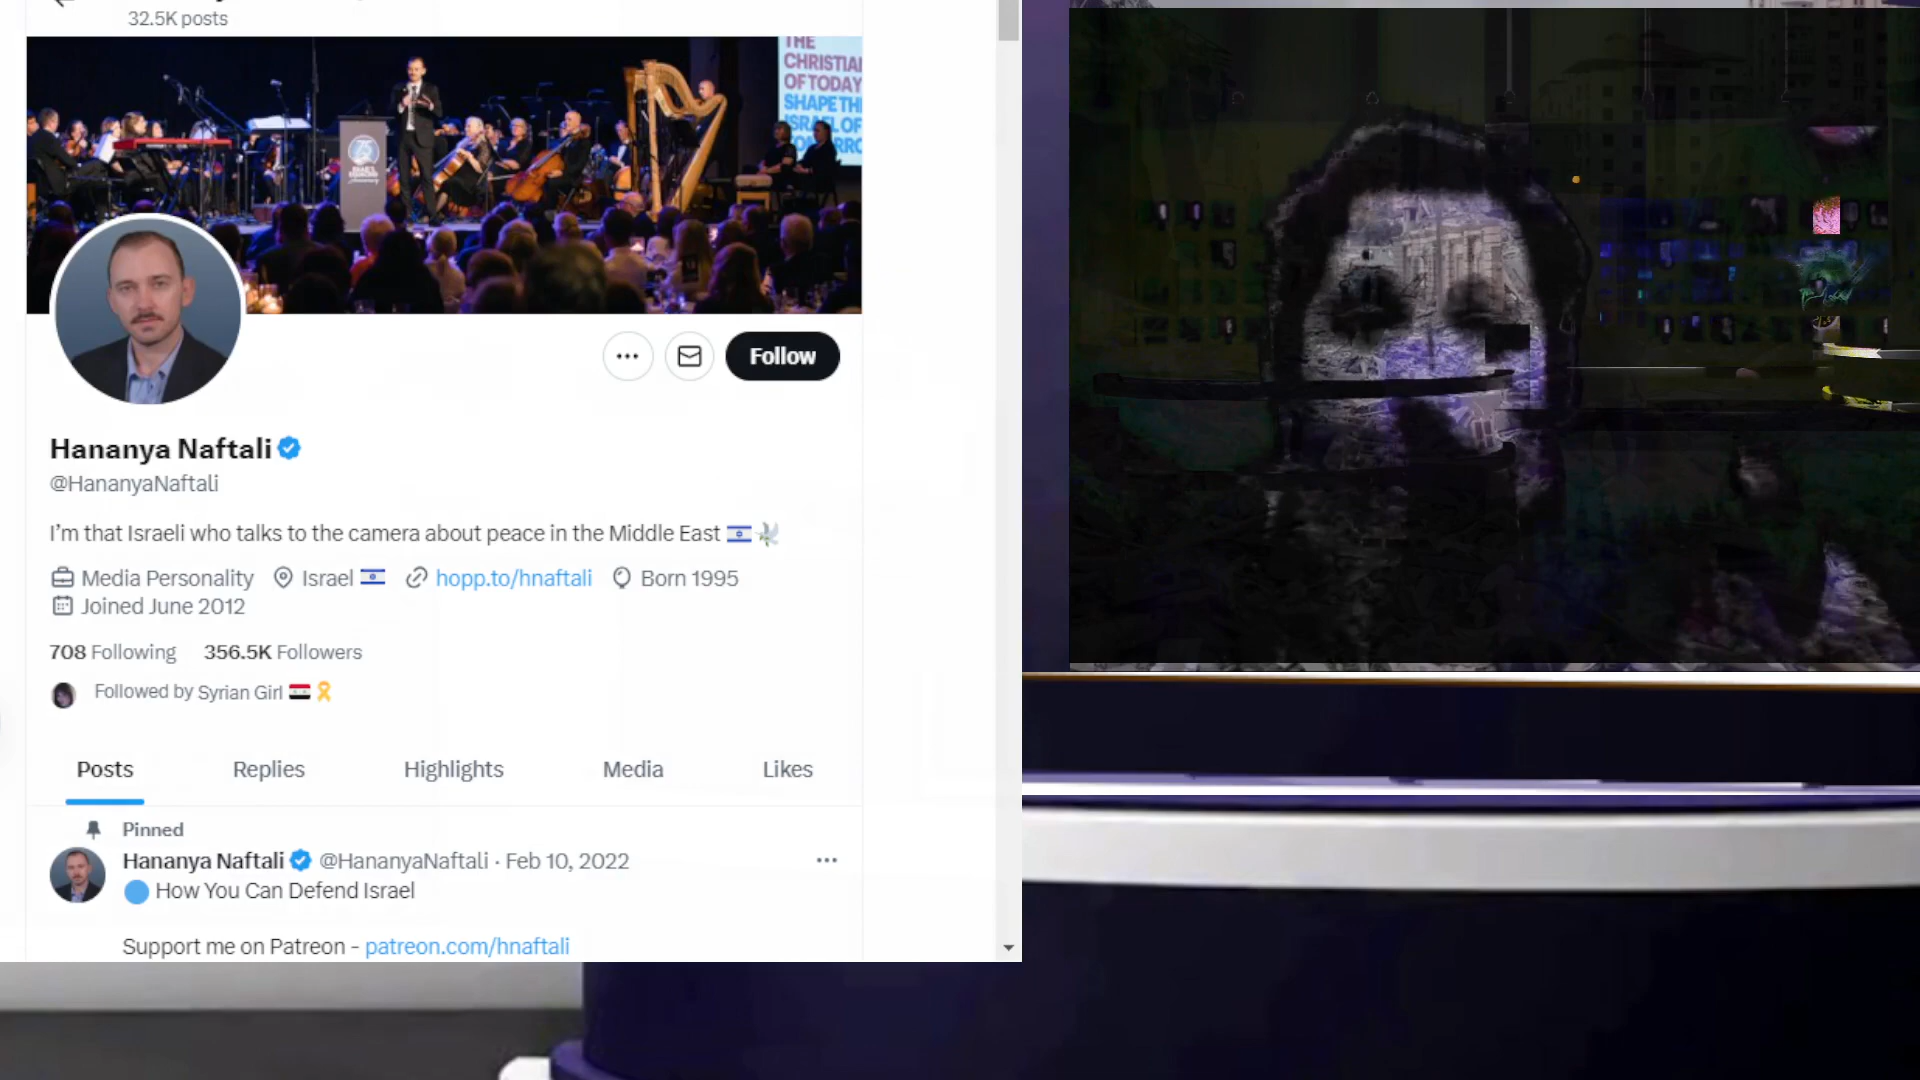 32.5K posts
THE
CHRISTIA
OF TODAY
SHAPE TH
ISRAEL OF
75
Follow
Hananya Naftali
@HananyaNaftali
I'm that Israeli who talks to the camera about peace in the Middle East 🇮🇱🕊️
Media Personality Israel 🇮🇱 hopp.to/hnaftali Born 1995
Joined June 2012
708 Following 356.5K Followers
Followed by Syrian Girl 🇸🇾🎗️
Posts Replies Highlights Media Likes
Pinned
Hananya Naftali @HananyaNaftali · Feb 10, 2022
🔵 How You Can Defend Israel
Support me on Patreon - patreon.com/hnaftali